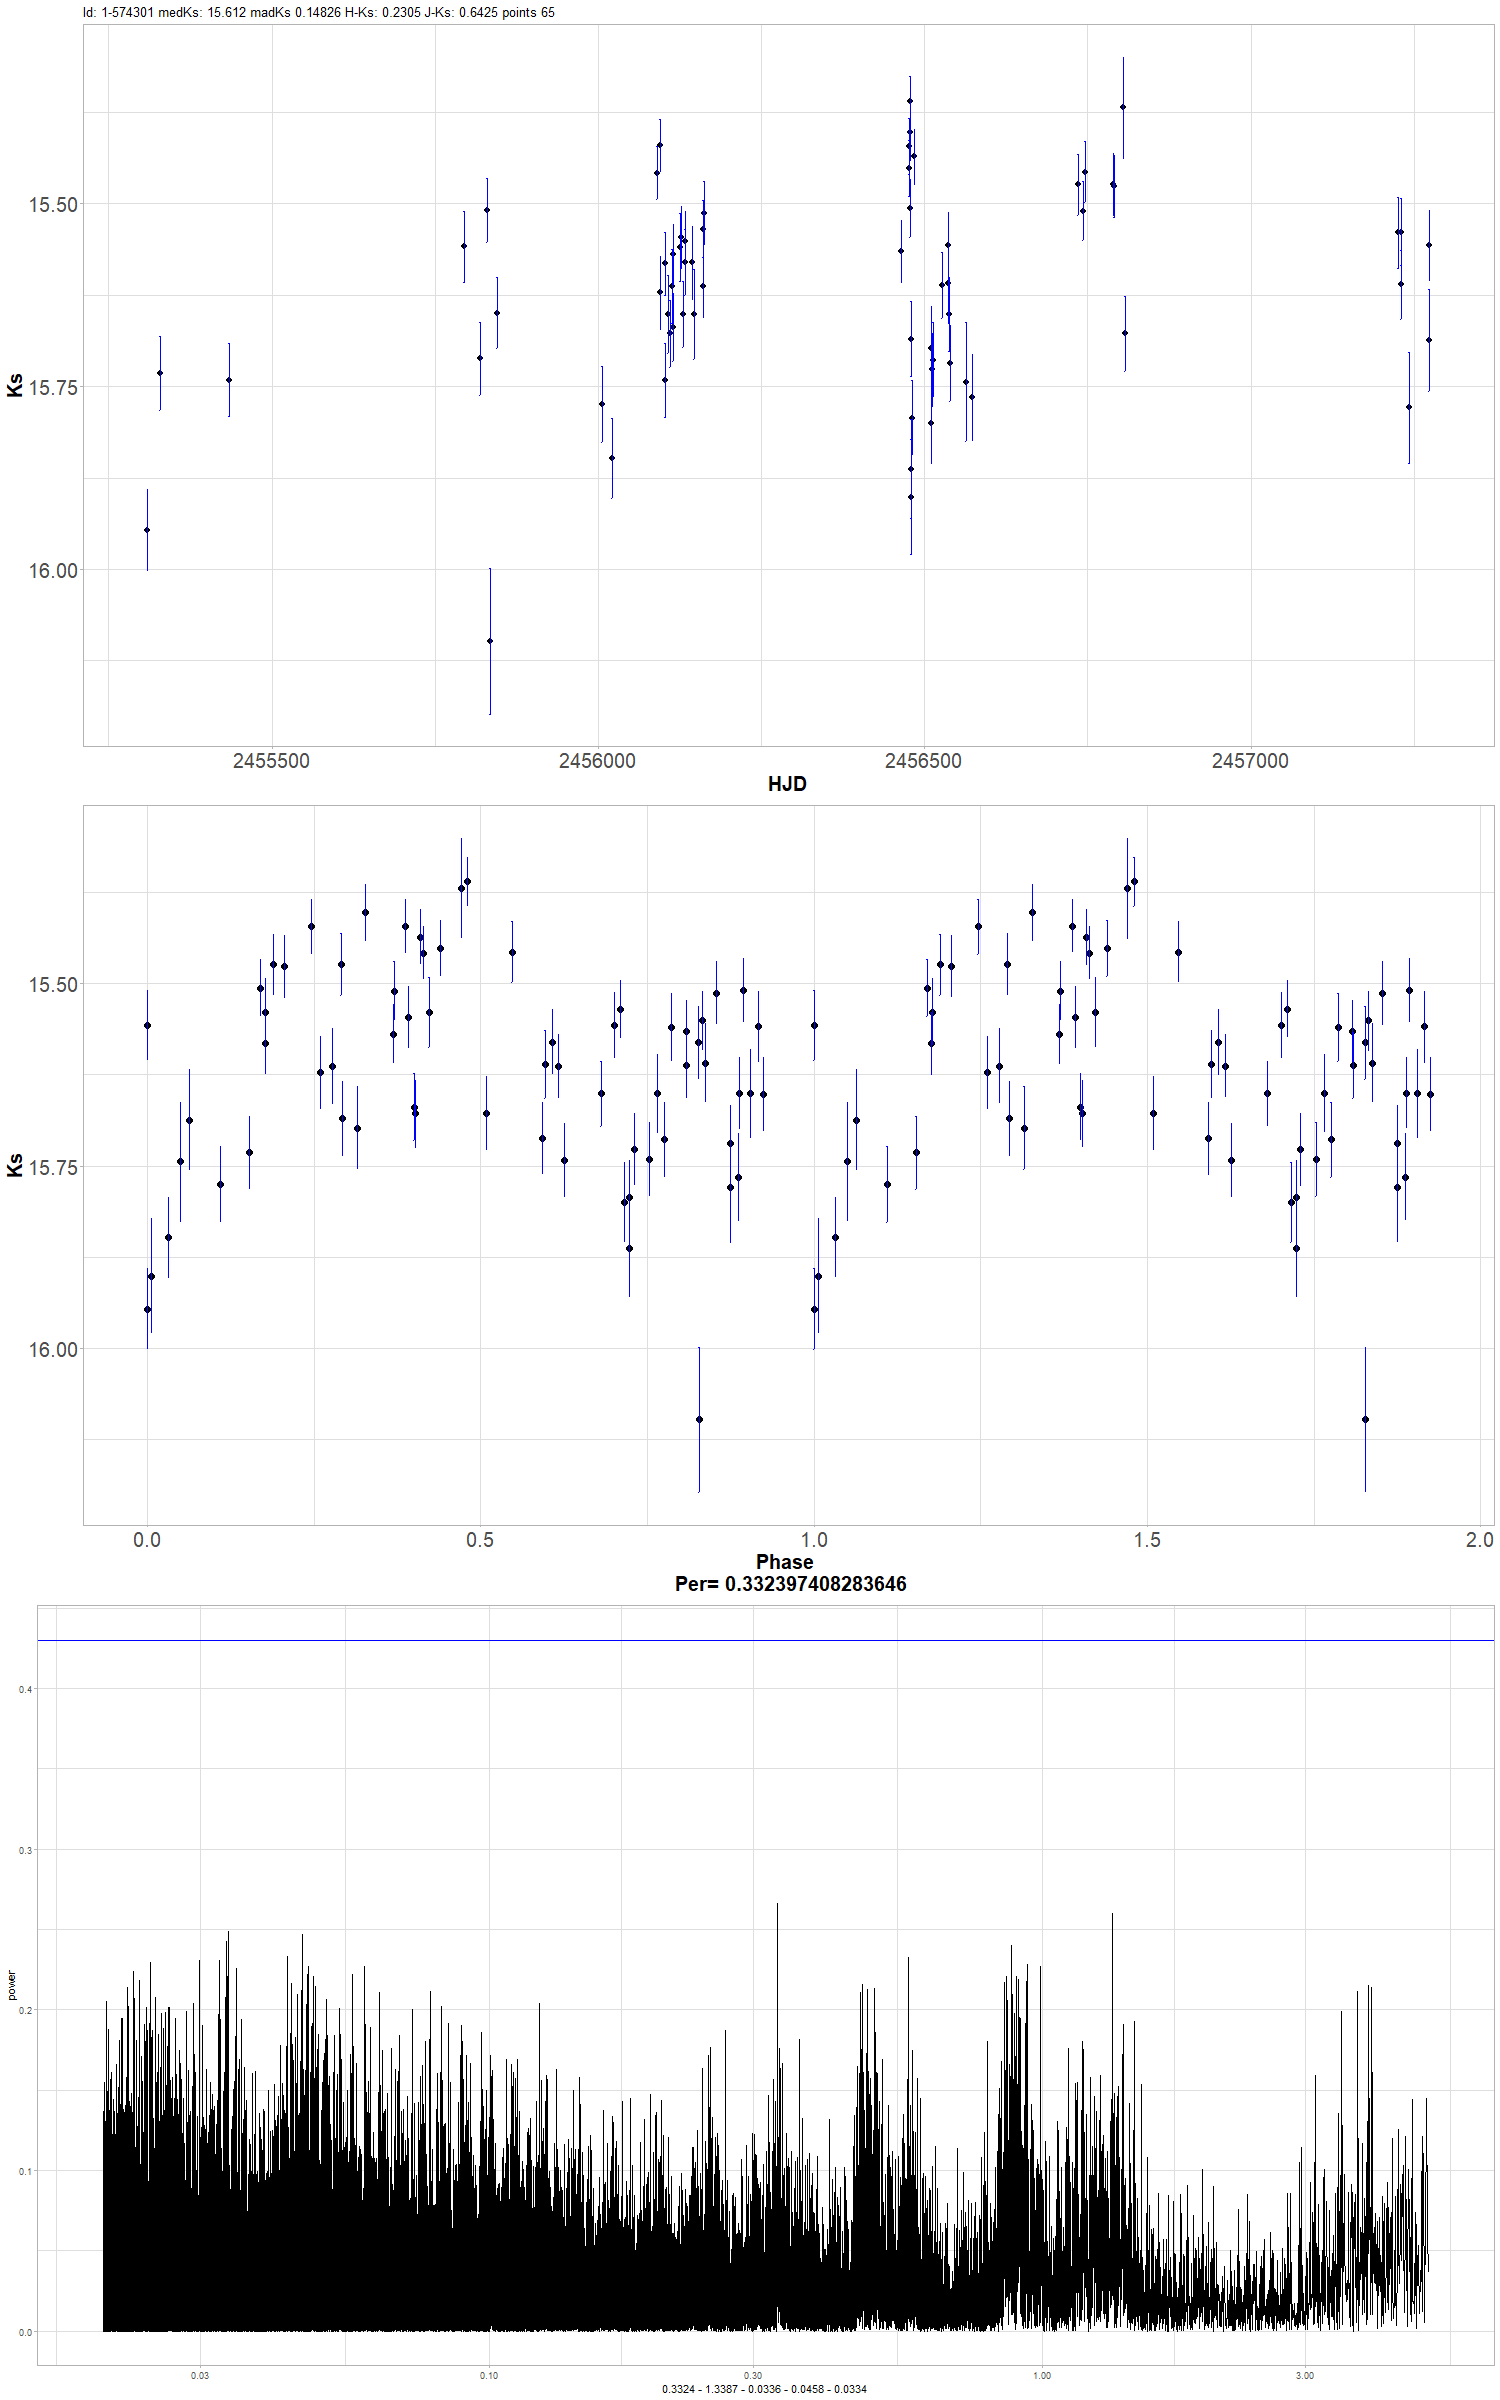 Id: 1-574301 medKs: 15.612 madKs 0.14826 H-Ks: 0.2305 J-Ks: 0.6425 points 65
15.50
15.75
16.00
Ks
2455500 2456000 2456500 2457000
HJD
15.50
15.75
16.00
Ks
0.0 0.5 1.0 1.5 2.0
Phase
Per= 0.332397408283646
0.4
0.3
0.2
0.1
0.0
power
0.03 0.10 0.30 1.00 3.00
0.3324 - 1.3387 - 0.0336 - 0.0458 - 0.0334